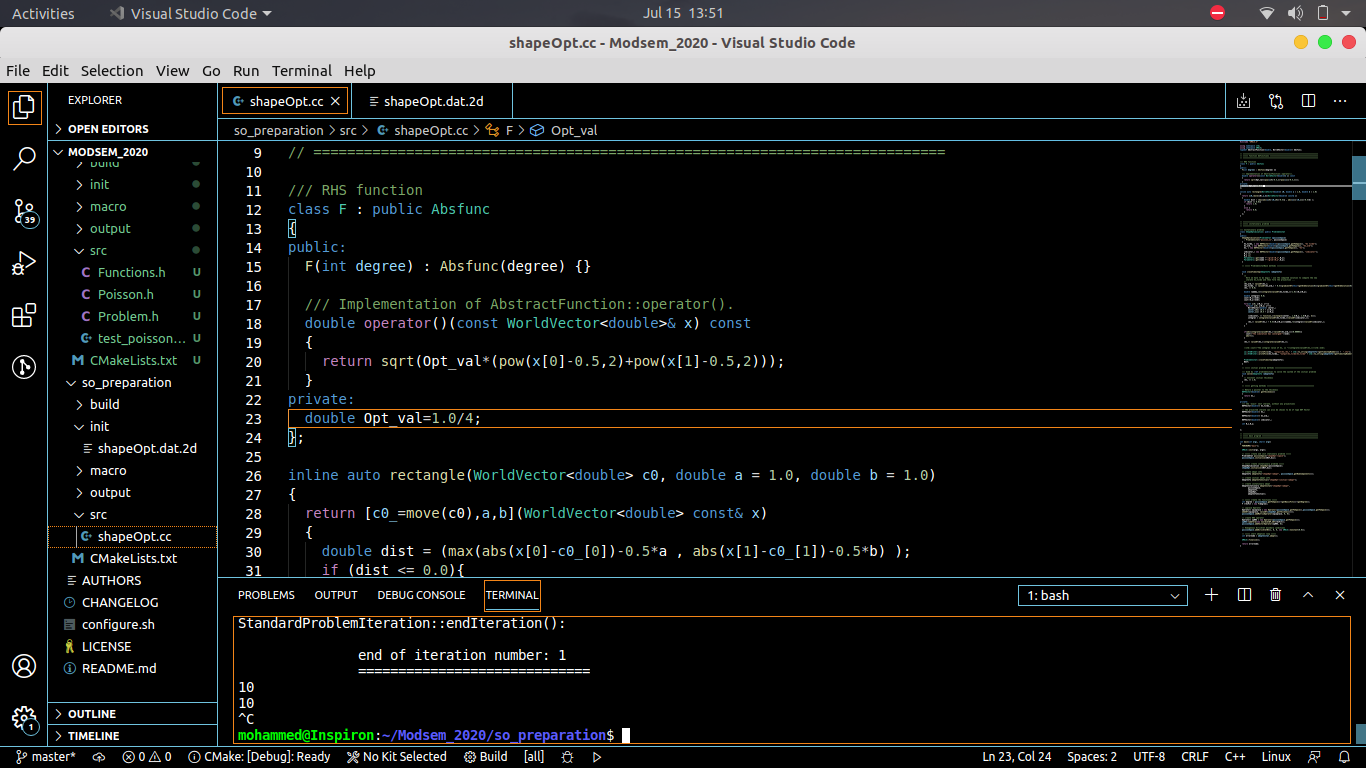 Activities
Visual Studio Code
Jul 15 13:51
shapeOpt.cc - Modsem_2020 - Visual Studio Code
File Edit Selection View Go Run Terminal Help
EXPLORER
OPEN EDITORS
MODSEM_2020
build
init
macro
output
src
C Functions.h U
C Poisson.h U
C Problem.h U
test_poisson... U
M CMakeLists.txt U
so_preparation
build
init
shapeOpt.dat.2d
macro
output
src
shapeOpt.cc
M CMakeLists.txt
AUTHORS
CHANGELOG
configure.sh
LICENSE
README.md
OUTLINE
TIMELINE
39
1
shapeOpt.cc
shapeOpt.dat.2d
so_preparation > src > shapeOpt.cc > F > Opt_val
9 // ===========================================================================
10
11 /// RHS function
12 class F : public Absfunc
13 {
14 public:
15 F(int degree) : Absfunc(degree) {}
16
17 /// Implementation of AbstractFunction::operator().
18 double operator()(const WorldVector<double>& x) const
19 {
20 return sqrt(Opt_val*(pow(x[0]-0.5,2)+pow(x[1]-0.5,2)));
21 }
22 private:
23 double Opt_val=1.0/4;
24 };
25
26 inline auto rectangle(WorldVector<double> c0, double a = 1.0, double b = 1.0)
27 {
28 return [c0_=move(c0),a,b](WorldVector<double> const& x)
29 {
30 double dist = (max(abs(x[0]-c0_[0])-0.5*a , abs(x[1]-c0_[1])-0.5*b) );
31 if (dist <= 0.0){
PROBLEMS OUTPUT DEBUG CONSOLE TERMINAL
1: bash
StandardProblemIteration::endIteration():
end of iteration number: 1
=============================
10
10
^C
mohammed@Inspiron:~/Modsem_2020/so_preparation$
master* 0 0 CMake: [Debug]: Ready No Kit Selected Build [all]
Ln 23, Col 24 Spaces: 2 UTF-8 CRLF C++ Linux